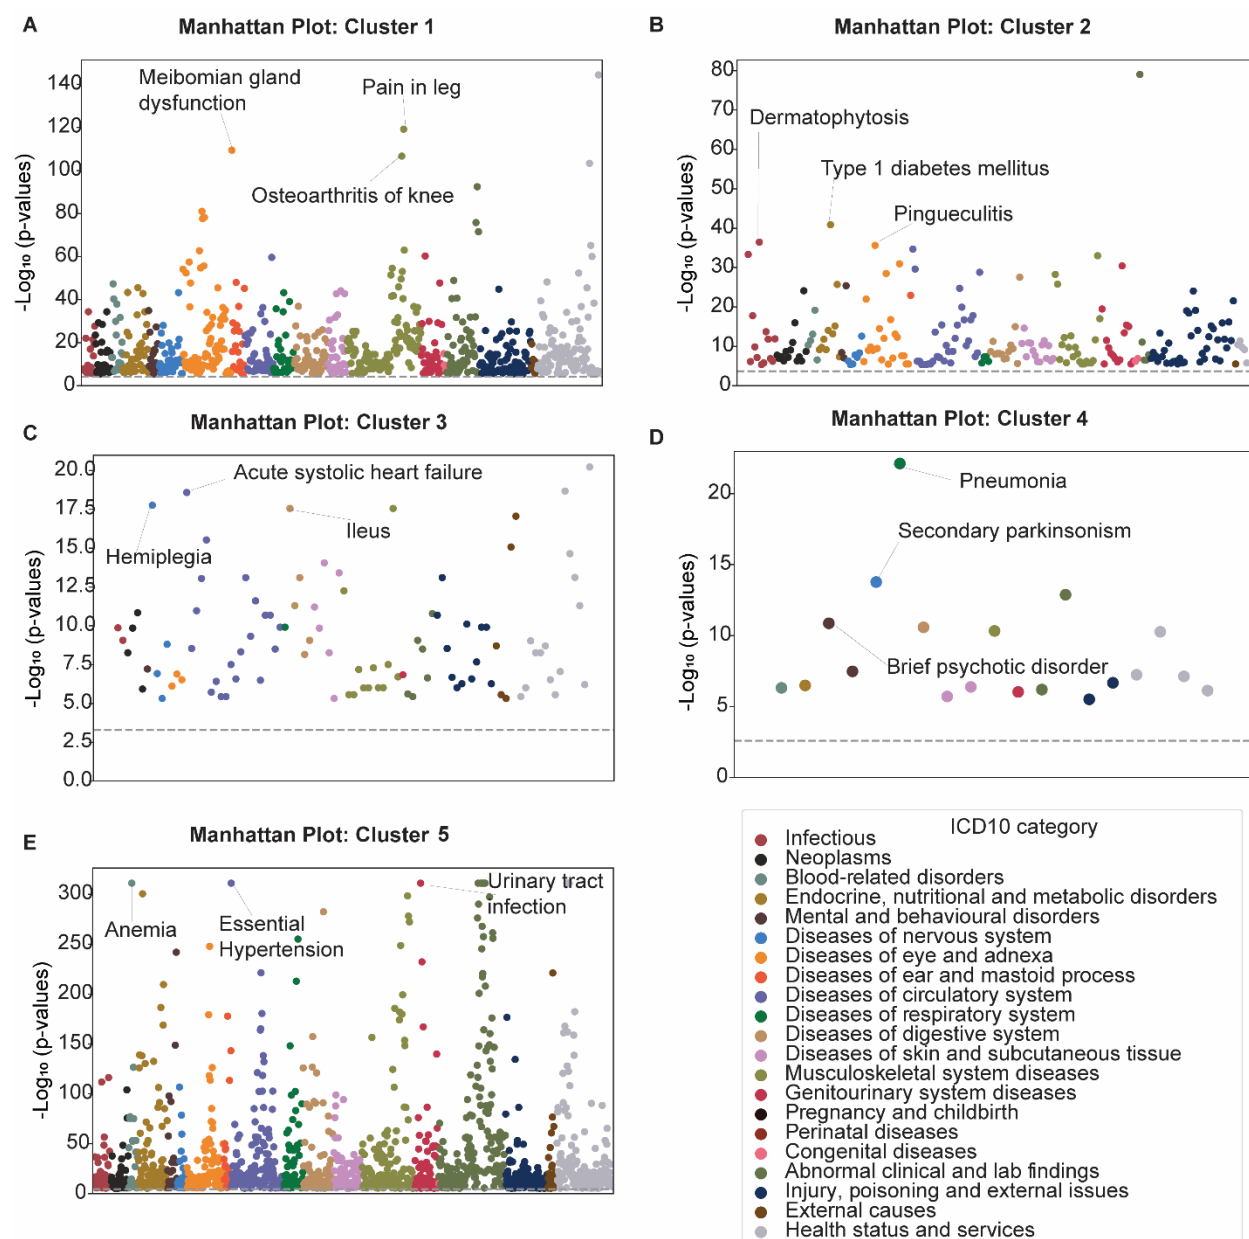 A
Manhattan Plot: Cluster 1
-Log₁₀ (p-values)
140
120
100
80
60
40
20
0
Meibomian gland
dysfunction
Pain in leg
Osteoarthritis of knee
B
Manhattan Plot: Cluster 2
-Log₁₀ (p-values)
80
70
60
50
40
30
20
10
0
Dermatophytosis
Type 1 diabetes mellitus
Pingueculitis
C
Manhattan Plot: Cluster 3
-Log₁₀ (p-values)
20.0
17.5
15.0
12.5
10.0
7.5
5.0
2.5
0.0
Acute systolic heart failure
Ileus
Hemiplegia
D
Manhattan Plot: Cluster 4
-Log₁₀ (p-values)
20
15
10
5
0
Pneumonia
Secondary parkinsonism
Brief psychotic disorder
E
Manhattan Plot: Cluster 5
-Log₁₀ (p-values)
300
250
200
150
100
50
0
Anemia
Essential
Hypertension
Urinary tract
infection
ICD10 category
Infectious
Neoplasms
Blood-related disorders
Endocrine, nutritional and metabolic disorders
Mental and behavioural disorders
Diseases of nervous system
Diseases of eye and adnexa
Diseases of ear and mastoid process
Diseases of circulatory system
Diseases of respiratory system
Diseases of digestive system
Diseases of skin and subcutaneous tissue
Musculoskeletal system diseases
Genitourinary system diseases
Pregnancy and childbirth
Perinatal diseases
Congenital diseases
Abnormal clinical and lab findings
Injury, poisoning and external issues
External causes
Health status and services